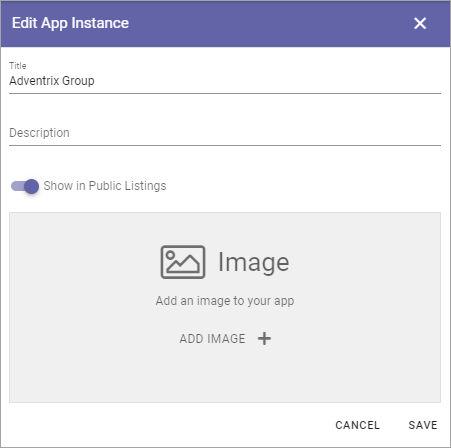 Edit App Instance
Title
Adventrix Group
Description
Show in Public Listings
Image
Add an image to your app
ADD IMAGE
CANCEL SAVE